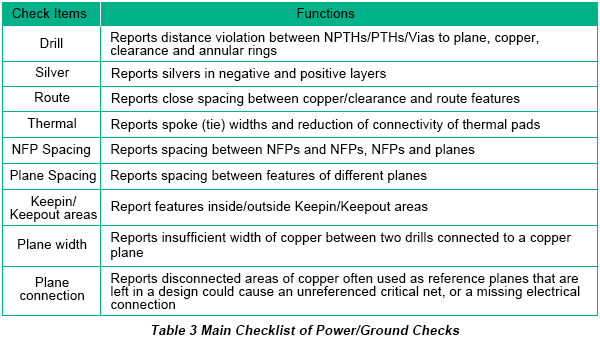 Check Items Functions
Drill Reports distance violation between NPTHs/PTHs/Vias to plane, copper,
clearance and annular rings
Silver Reports silvers in negative and positive layers
Route Reports close spacing between copper/clearance and route features
Thermal Reports spoke (tie) widths and reduction of connectivity of thermal pads
NFP Spacing Reports spacing between NFPs and NFPs, NFPs and planes
Plane Spacing Reports spacing between features of different planes
Keepin/
Keepout areas Report features inside/outside Keepin/Keepout areas
Plane width Reports insufficient width of copper between two drills connected to a copper
plane
Plane
connection Reports disconnected areas of copper often used as reference planes that are
left in a design could cause an unreferenced critical net, or a missing electrical
connection
Table 3 Main Checklist of Power/Ground Checks